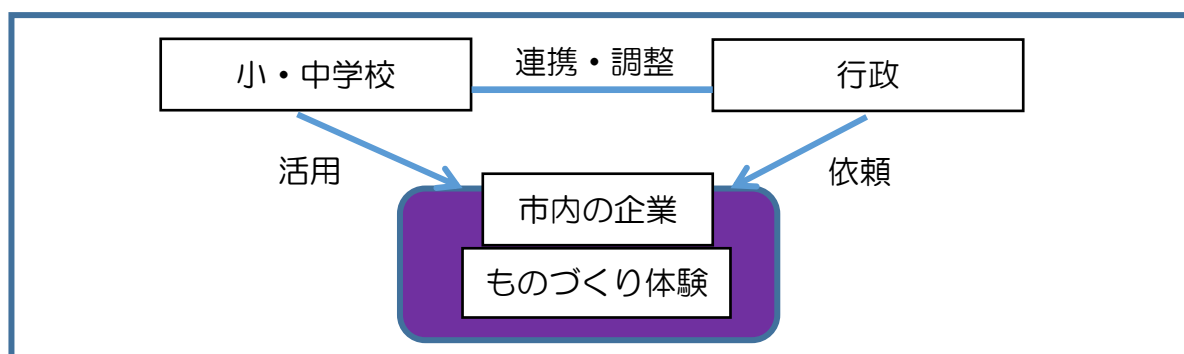 小・中学校
連携・調整
行政
活用
依頼
市内の企業
ものづくり体験